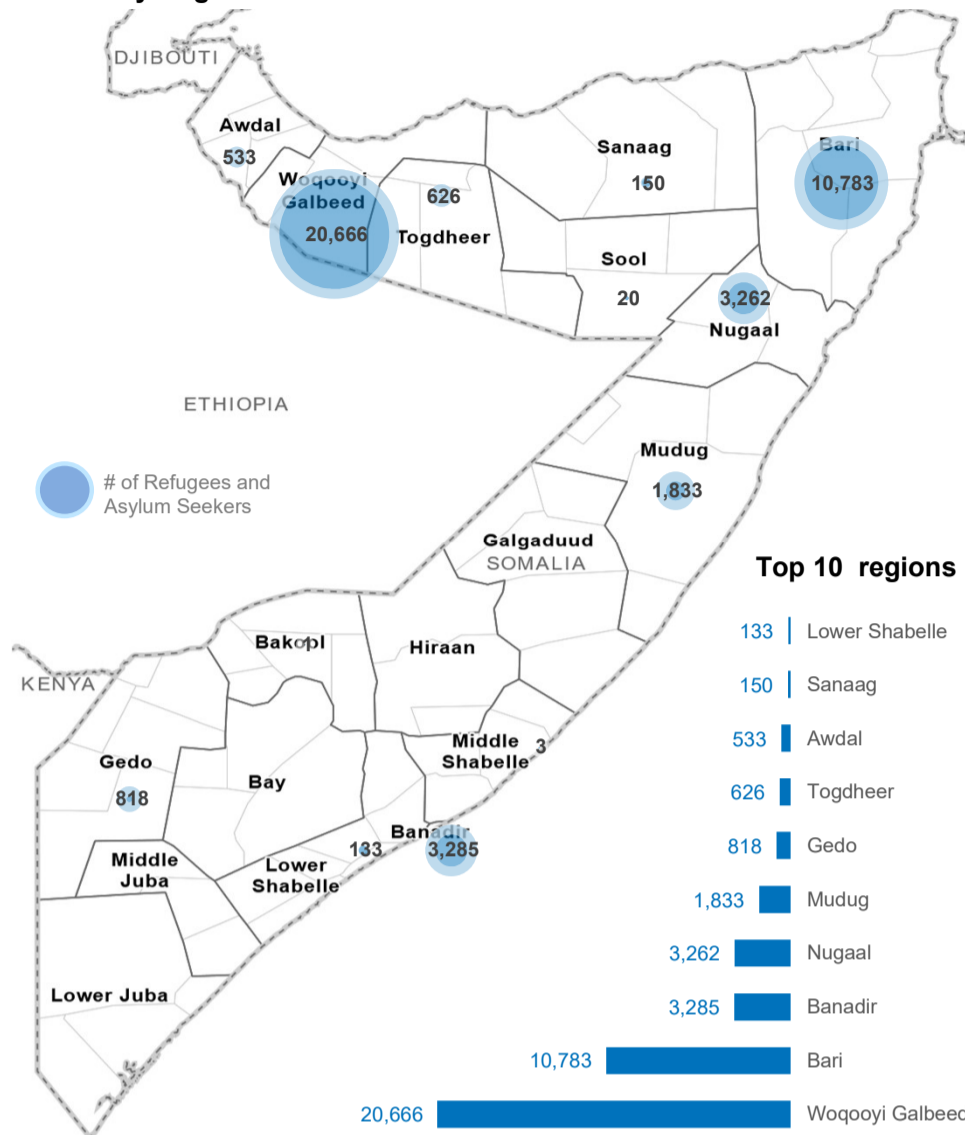 DJIBOUTI
Awdal
533
Woqooyi
Galbeed
20,666
626
Togdheer
Sanaag
150
Bari
10,783
Sool
20
3,262
Nugaal
ETHIOPIA
Mudug
1,833
# of Refugees and
Asylum Seekers
Galgaduud
SOMALIA
Bakool
1
Hiraan
KENYA
Gedo
818
Bay
Middle
Shabelle
3
Banadir
3,285
133
Lower
Shabelle
Middle
Juba
Lower Juba
Top 10 regions
133 Lower Shabelle
150 Sanaag
533 Awdal
626 Togdheer
818 Gedo
1,833 Mudug
3,262 Nugaal
3,285 Banadir
10,783 Bari
20,666 Woqooyi Galbeed